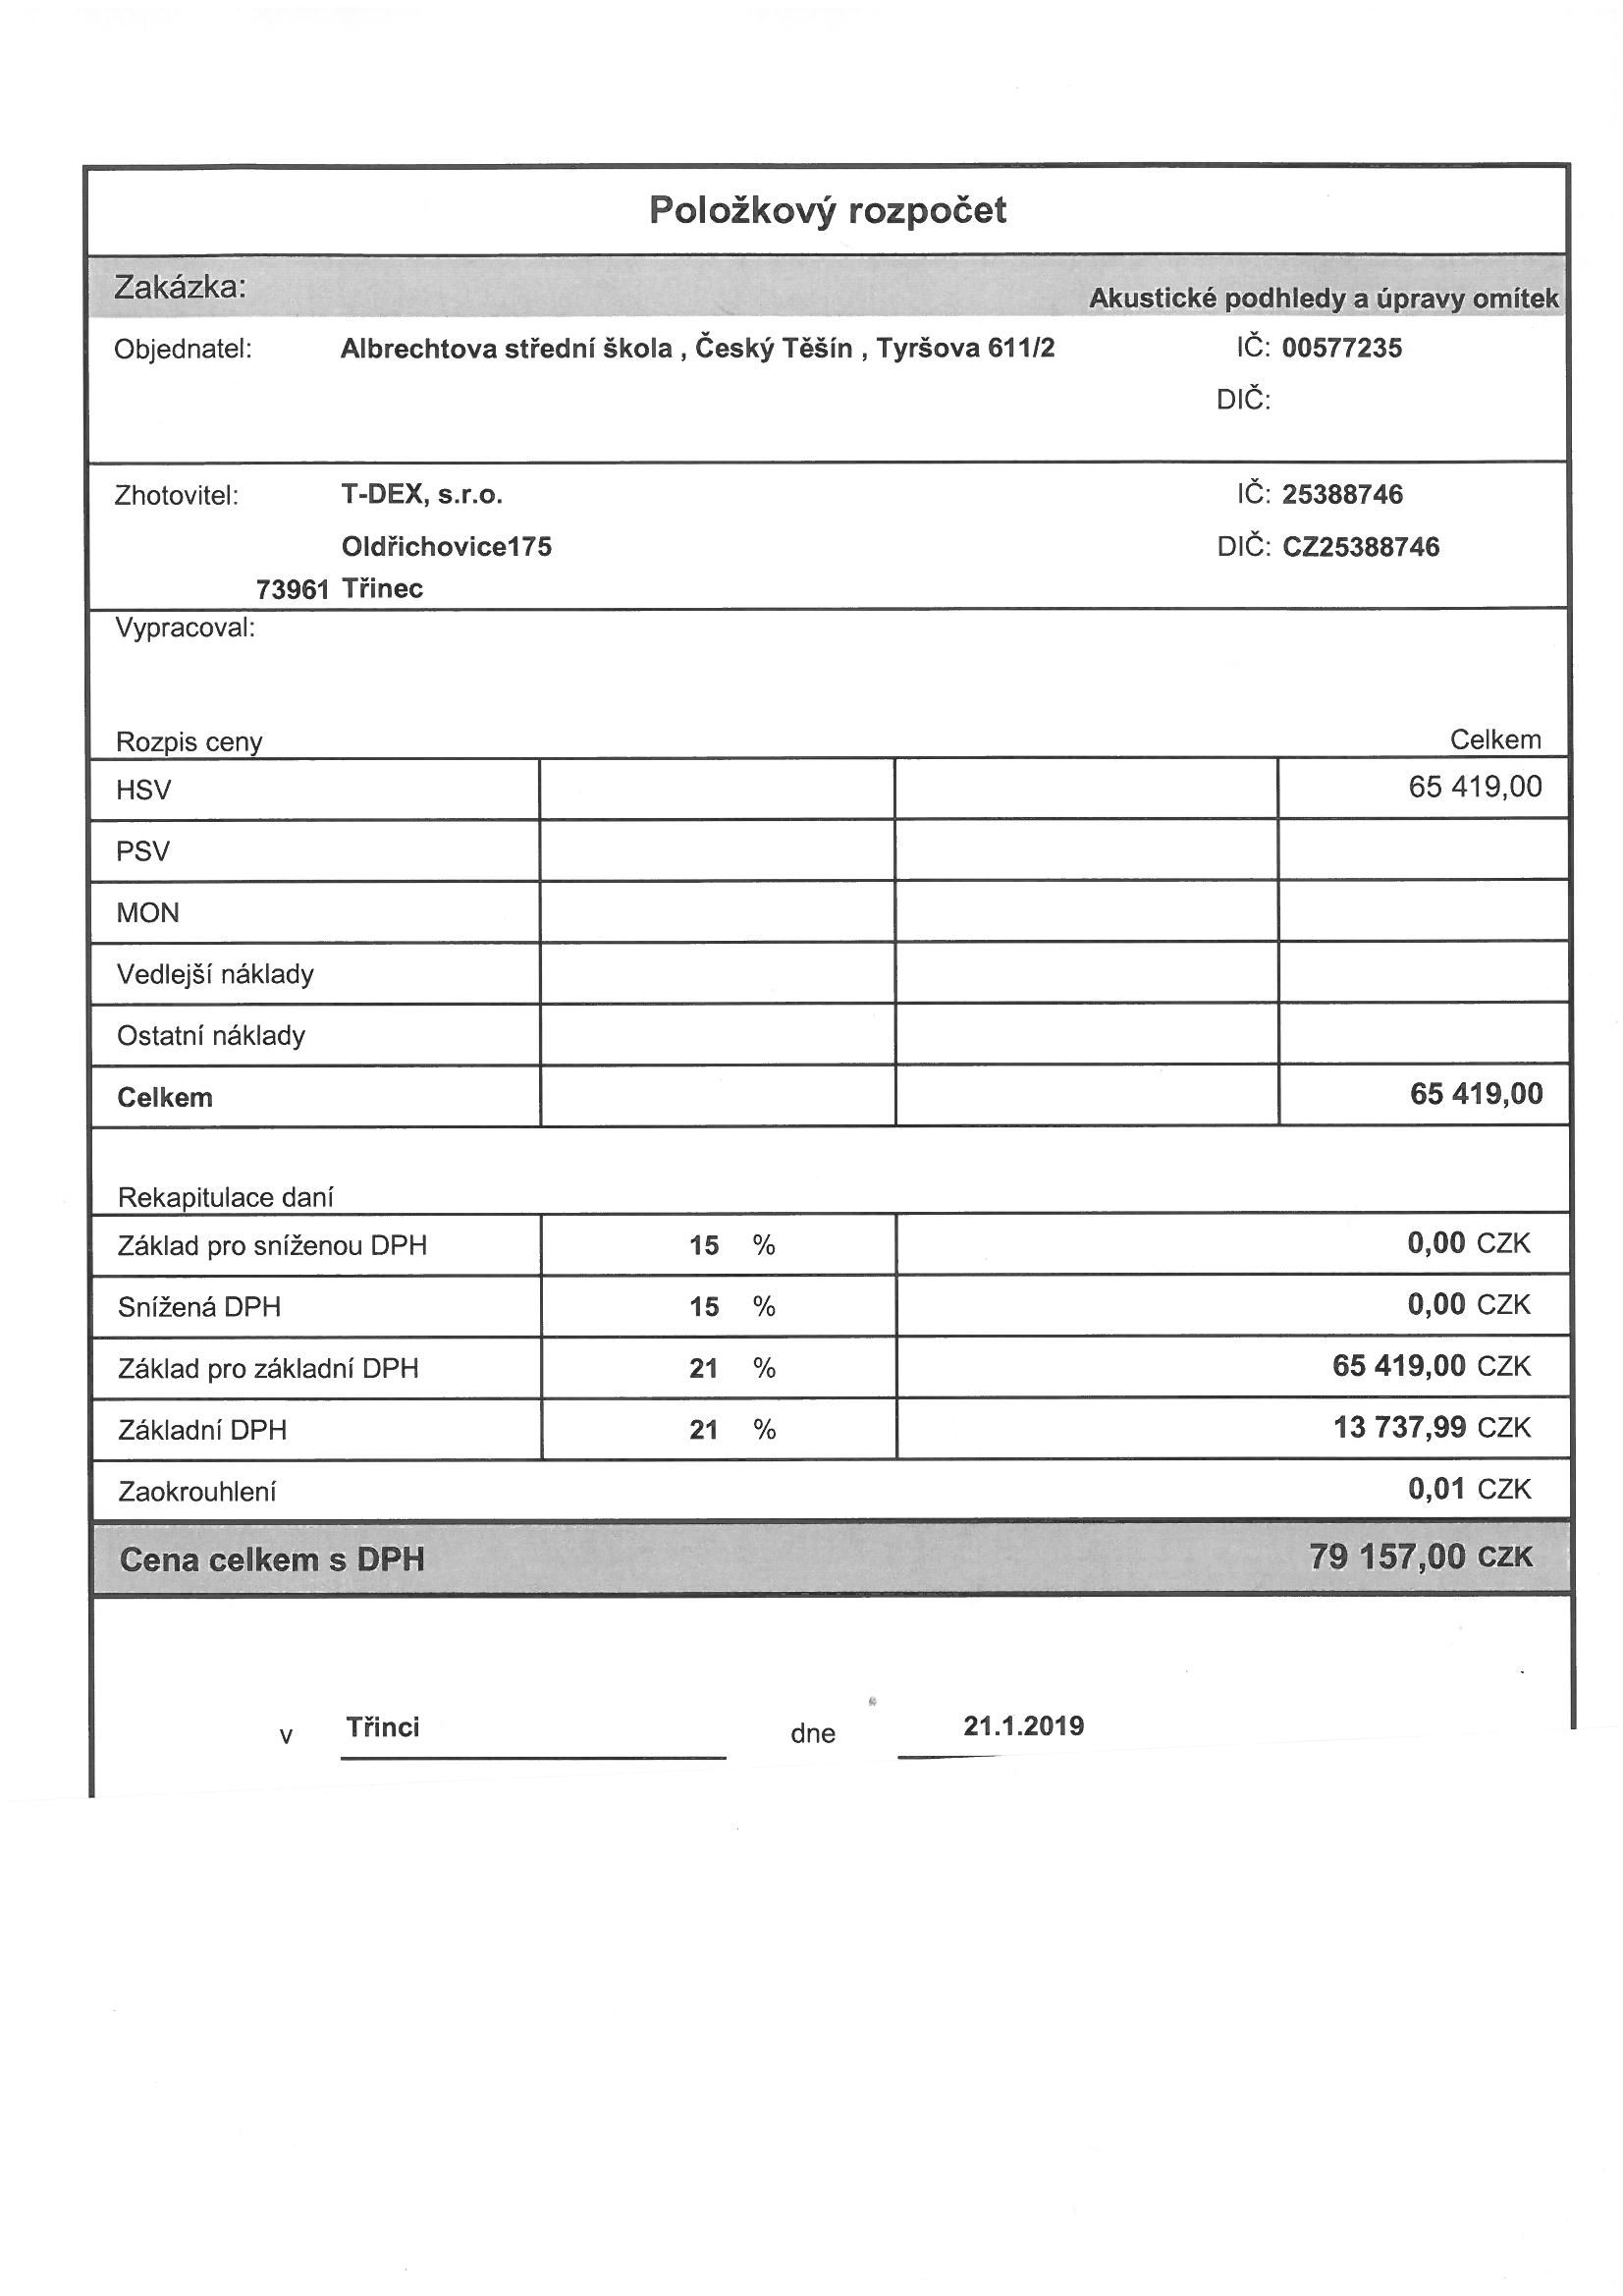 Položkový rozpočet
Zakázka: Akustické podhledy a úpravy omítek
Objednatel: Albrechtova střední škola , Český Těšín , Tyršova 611/2 IČ: 00577235
DIČ:
Zhotovitel: T-DEX, s.r.o. IČ: 25388746
Oldřichovice175 DIČ: CZ25388746
73961 Třinec
Vypracoval:
Rozpis ceny Celkem
HSV 65 419,00
PSV
MON
Vedlejší náklady
Ostatní náklady
Celkem 65 419,00
Rekapitulace daní
Základ pro sníženou DPH 15 % 0,00 CZK
Snížená DPH 15 % 0,00 CZK
Základ pro základní DPH 21 % 65 419,00 CZK
Základní DPH 21 % 13 737,99 CZK
Zaokrouhlení 0,01 CZK
Cena celkem s DPH 79 157,00 CZK
v Třinci dne 21.1.2019